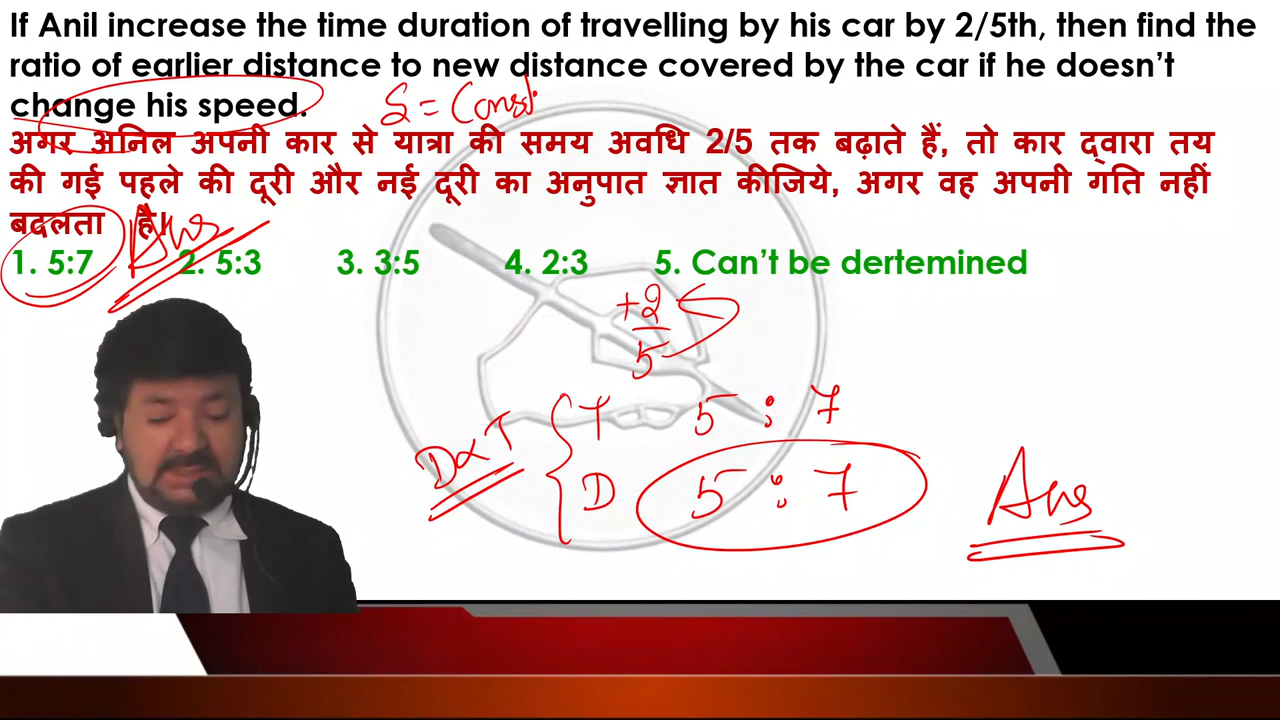 If Anil increase the time duration of travelling by his car by 2/5th, then find the
ratio of earlier distance to new distance covered by the car if he doesn't
change his speed.
S = Const.
अगर अनिल अपनी कार से यात्रा की समय अवधि 2/5 तक बढ़ाते हैं, तो कार द्वारा तय
की गई पहले की दूरी और नई दूरी का अनुपात ज्ञात कीजिये, अगर वह अपनी गति नहीं
बदलता है।
Ans
1. 5:7 2. 5:3 3. 3:5 4. 2:3 5. Can't be dertemined
+2
5
T 5 : 7
D∝T
D 5 : 7
Ans